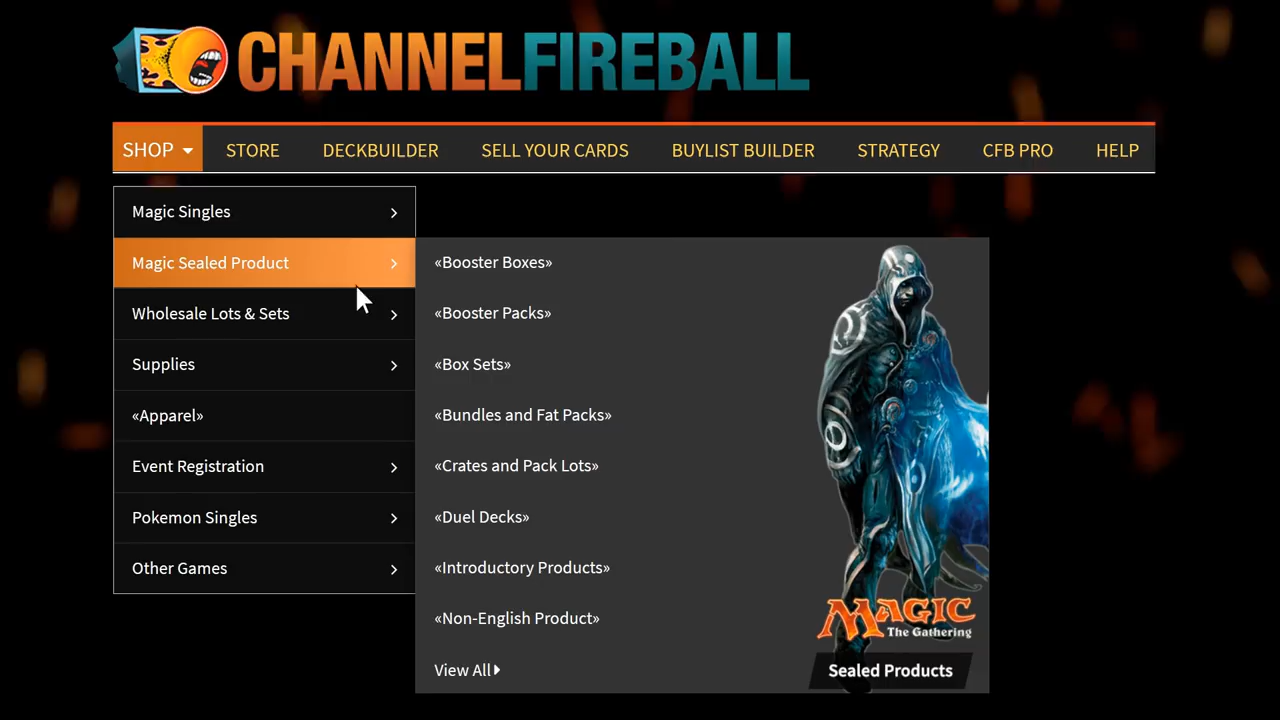 CHANNELFIREBALL
SHOP
STORE
DECKBUILDER
SELL YOUR CARDS
BUYLIST BUILDER
STRATEGY
CFB PRO
HELP
Magic Singles
Magic Sealed Product
Wholesale Lots & Sets
Supplies
«Apparel»
Event Registration
Pokemon Singles
Other Games
«Booster Boxes»
«Booster Packs»
«Box Sets»
«Bundles and Fat Packs»
«Crates and Pack Lots»
«Duel Decks»
«Introductory Products»
«Non-English Product»
View All
MAGIC
The Gathering
Sealed Products